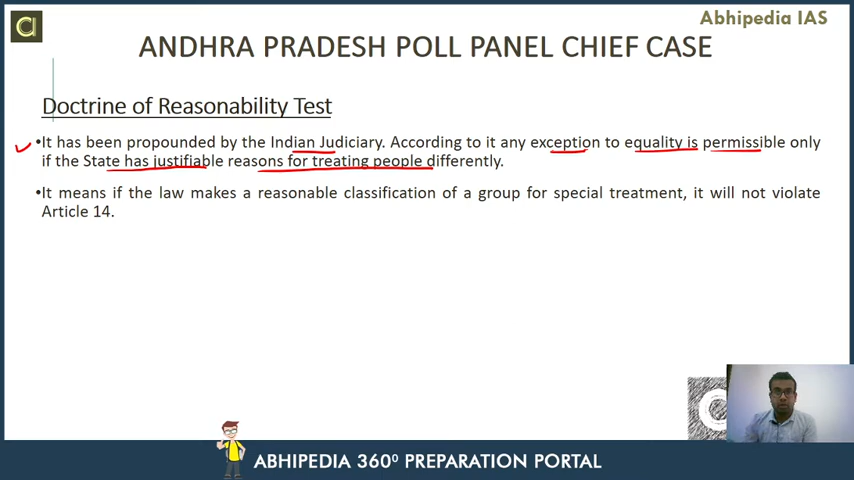 Abhipedia IAS
a
ANDHRA PRADESH POLL PANEL CHIEF CASE
Doctrine of Reasonability Test
•It has been propounded by the Indian Judiciary. According to it any exception to equality is permissible only
if the State has justifiable reasons for treating people differently.
•It means if the law makes a reasonable classification of a group for special treatment, it will not violate
Article 14.
ABHIPEDIA 360⁰ PREPARATION PORTAL